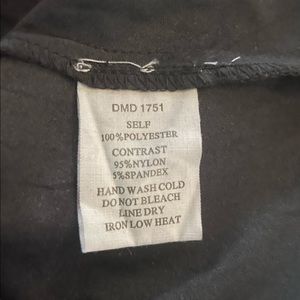 DMD 1751
SELF
100%POLYESTER
CONTRAST
95%NYLON
5%SPANDEX
HAND WASH COLD
DO NOT BLEACH
LINE DRY
IRON LOW HEAT